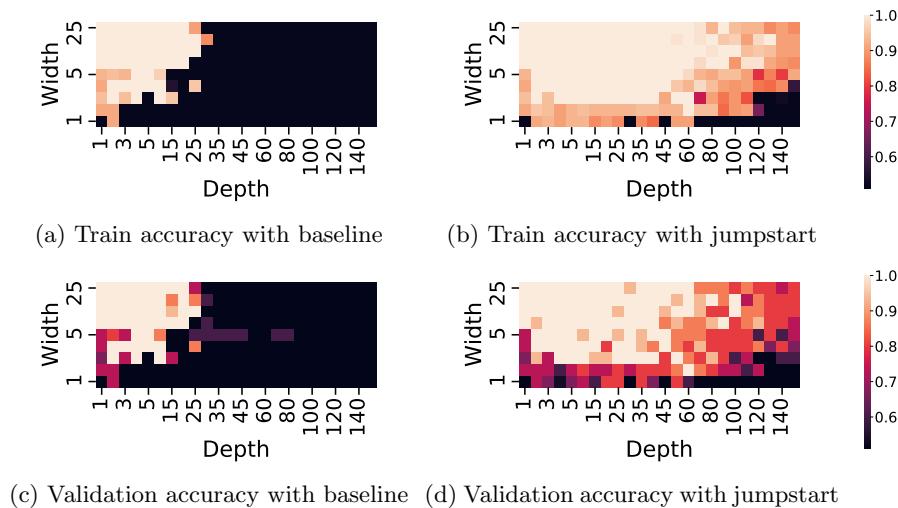 Width
25
5
1
1 3 5 15 25 35 45 60 80 100 120 140
Depth
(a) Train accuracy with baseline
Width
25
5
1
1 3 5 15 25 35 45 60 80 100 120 140
Depth
(b) Train accuracy with jumpstart
1.0
0.9
0.8
0.7
0.6
Width
25
5
1
1 3 5 15 25 35 45 60 80 100 120 140
Depth
(c) Validation accuracy with baseline
Width
25
5
1
1 3 5 15 25 35 45 60 80 100 120 140
Depth
(d) Validation accuracy with jumpstart
1.0
0.9
0.8
0.7
0.6